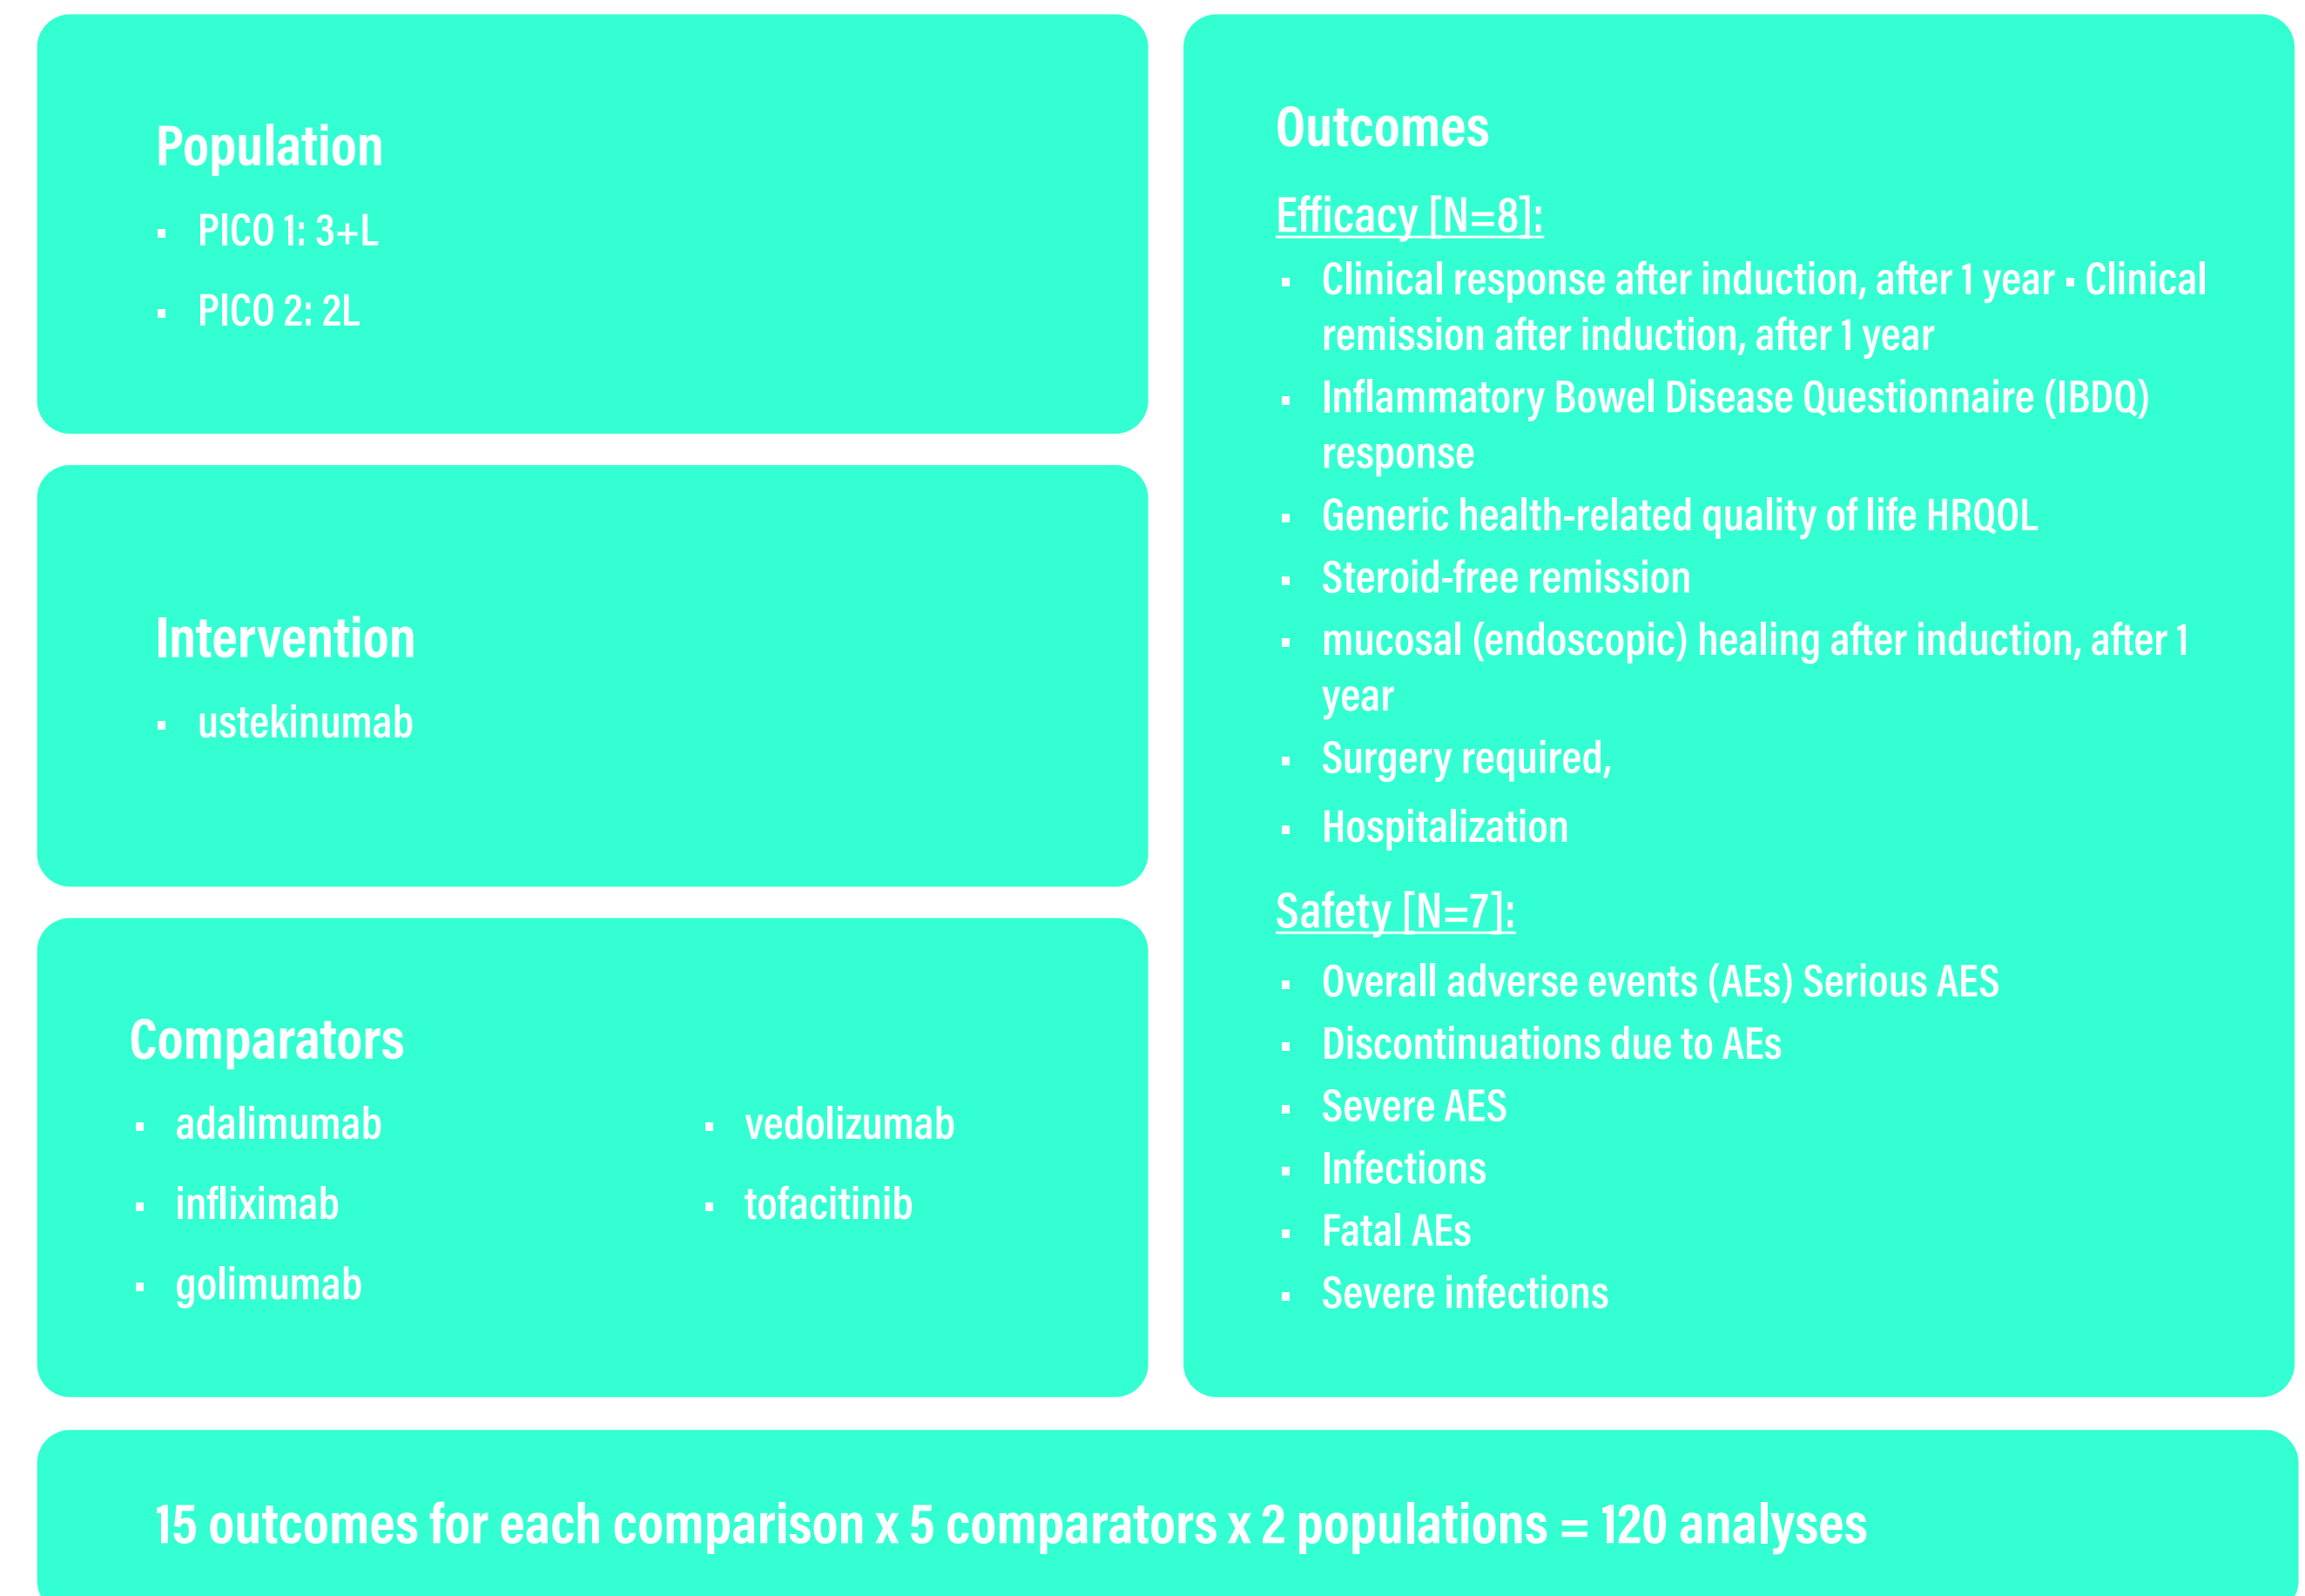 Population
▪ PICO 1: 3+L
▪ PICO 2: 2L
Intervention
▪ ustekinumab
Comparators
▪ adalimumab
▪ infliximab
▪ golimumab
▪ vedolizumab
▪ tofacitinib
Outcomes
Efficacy [N=8]:
▪ Clinical response after induction, after 1 year ▪ Clinical
remission after induction, after 1 year
▪ Inflammatory Bowel Disease Questionnaire (IBDQ)
response
▪ Generic health-related quality of life HRQOL
▪ Steroid-free remission
▪ mucosal (endoscopic) healing after induction, after 1
year
▪ Surgery required,
▪ Hospitalization
Safety [N=7]:
▪ Overall adverse events (AEs) Serious AES
▪ Discontinuations due to AEs
▪ Severe AES
▪ Infections
▪ Fatal AEs
▪ Severe infections
15 outcomes for each comparison x 5 comparators x 2 populations = 120 analyses